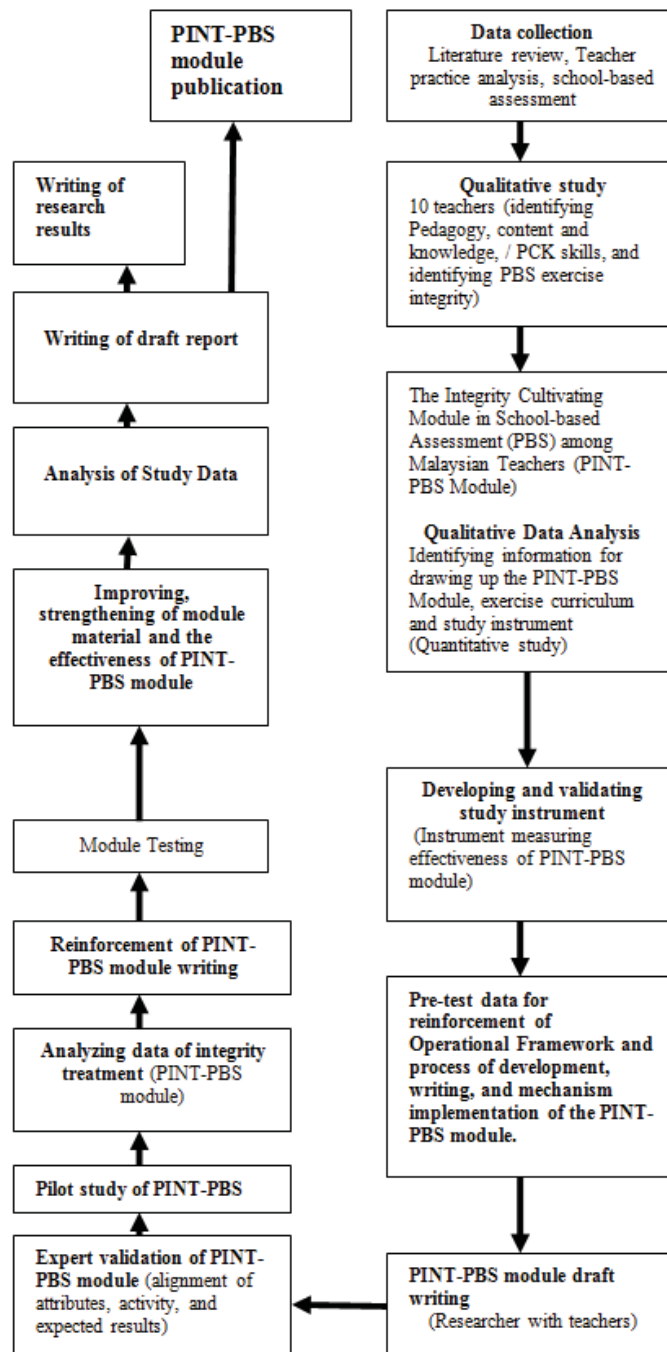 PINT-PBS
module
publication
Data collection
Literature review, Teacher
practice analysis, school-based
assessment
Writing of
research
results
Qualitative study
10 teachers (identifying
Pedagogy, content and
knowledge, / PCK skills, and
identifying PBS exercise
integrity)
Writing of draft report
The Integrity Cultivating
Module in School-based
Assessment (PBS) among
Malaysian Teachers (PINT-
PBS Module)
Qualitative Data Analysis
Identifying information for
drawing up the PINT-PBS
Module, exercise curriculum
and study instrument
(Quantitative study)
Analysis of Study Data
Improving,
strengthening of module
material and the
effectiveness of PINT-
PBS module
Developing and validating
study instrument
(Instrument measuring
effectiveness of PINT-PBS
module)
Module Testing
Reinforcement of PINT-
PBS module writing
Pre-test data for
reinforcement of
Operational Framework and
process of development,
writing, and mechanism
implementation of the PINT-
PBS module.
Analyzing data of integrity
treatment (PINT-PBS
module)
Pilot study of PINT-PBS
Expert validation of PINT-
PBS module (alignment of
attributes, activity, and
expected results)
PINT-PBS module draft
writing
(Researcher with teachers)